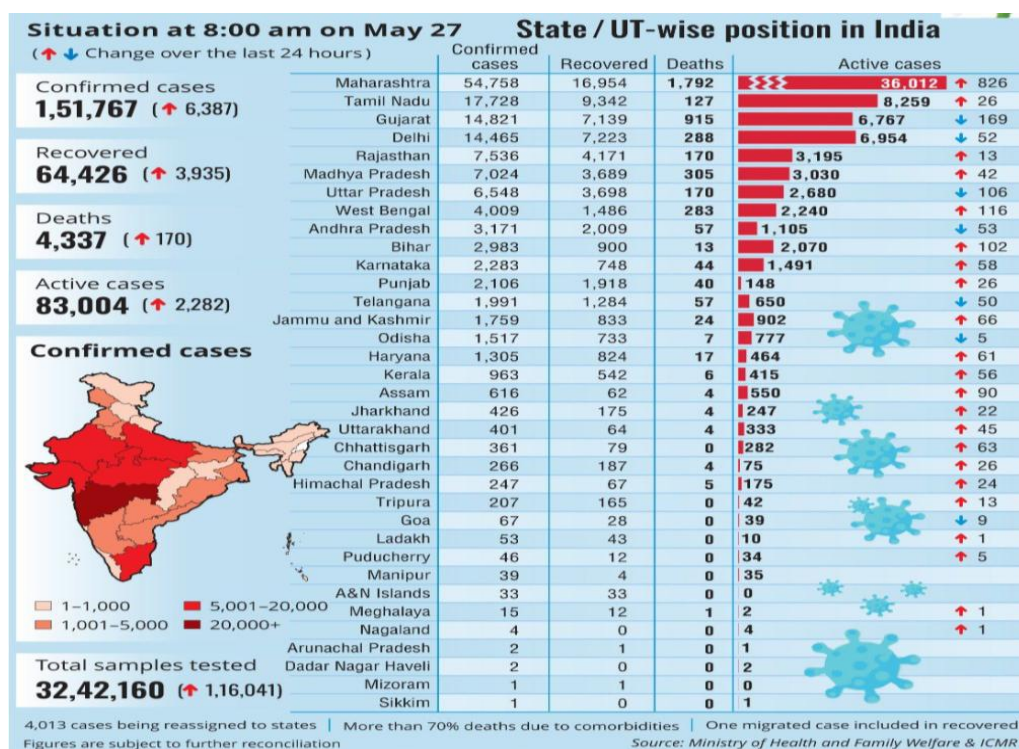 Situation at 8:00 am on May 27
(↑ ↓ Change over the last 24 hours)
Confirmed cases
1,51,767 (↑ 6,387)
Recovered
64,426 (↑ 3,935)
Deaths
4,337 (↑ 170)
Active cases
83,004 (↑ 2,282)
Confirmed cases
1–1,000
1,001–5,000
5,001–20,000
20,000+
Total samples tested
32,42,160 (↑ 1,16,041)
State / UT-wise position in India
Confirmed cases Recovered Deaths Active cases
Maharashtra 54,758 16,954 1,792 36,012 ↑ 826
Tamil Nadu 17,728 9,342 127 8,259 ↑ 26
Gujarat 14,821 7,139 915 6,767 ↓ 169
Delhi 14,465 7,223 288 6,954 ↓ 52
Rajasthan 7,536 4,171 170 3,195 ↑ 13
Madhya Pradesh 7,024 3,689 305 3,030 ↑ 42
Uttar Pradesh 6,548 3,698 170 2,680 ↓ 106
West Bengal 4,009 1,486 283 2,240 ↑ 116
Andhra Pradesh 3,171 2,009 57 1,105 ↓ 53
Bihar 2,983 900 13 2,070 ↑ 102
Karnataka 2,283 748 44 1,491 ↑ 58
Punjab 2,106 1,918 40 148 ↑ 26
Telangana 1,991 1,284 57 650 ↓ 50
Jammu and Kashmir 1,759 833 24 902 ↑ 66
Odisha 1,517 733 7 777 ↓ 5
Haryana 1,305 824 17 464 ↑ 61
Kerala 963 542 6 415 ↑ 56
Assam 616 62 4 550 ↑ 90
Jharkhand 426 175 4 247 ↑ 22
Uttarakhand 401 64 4 333 ↑ 45
Chhattisgarh 361 79 0 282 ↑ 63
Chandigarh 266 187 4 75 ↑ 26
Himachal Pradesh 247 67 5 175 ↑ 24
Tripura 207 165 0 42 ↑ 13
Goa 67 28 0 39 ↓ 9
Ladakh 53 43 0 10 ↑ 1
Puducherry 46 12 0 34 ↑ 5
Manipur 39 4 0 35
A&N Islands 33 33 0 0
Meghalaya 15 12 1 2 ↑ 1
Nagaland 4 0 0 4 ↑ 1
Arunachal Pradesh 2 1 0 1
Dadar Nagar Haveli 2 0 0 2
Mizoram 1 1 0 0
Sikkim 1 0 0 1
4,013 cases being reassigned to states | More than 70% deaths due to comorbidities | One migrated case included in recovered
Figures are subject to further reconciliation
Source: Ministry of Health and Family Welfare & ICMR